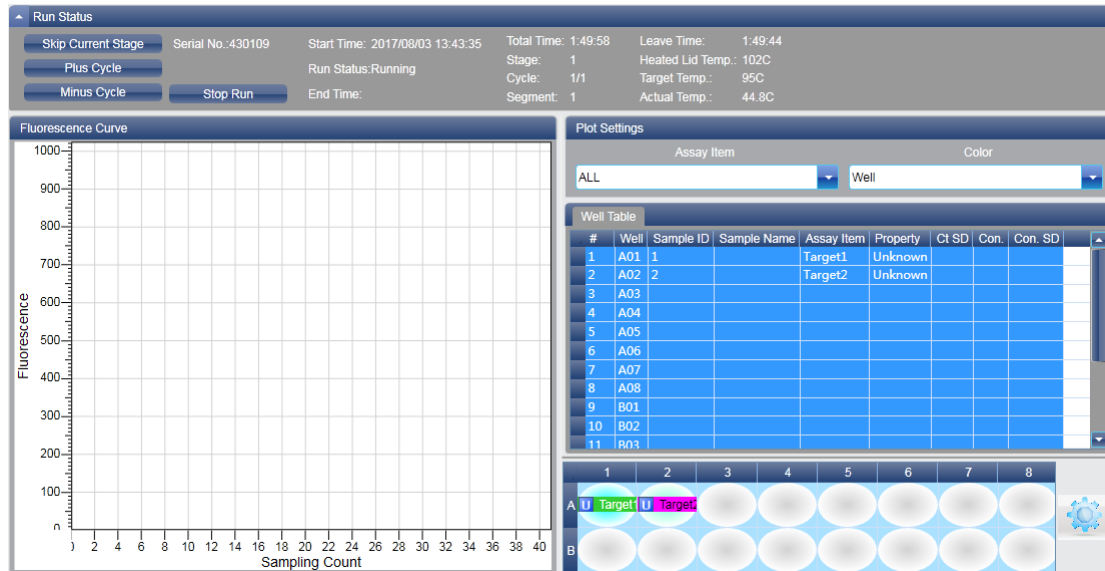 Run Status
Skip Current Stage
Serial No.:430109
Start Time: 2017/08/03 13:43:35
Total Time: 1:49:58
Leave Time: 1:49:44
Plus Cycle
Run Status:Running
Stage: 1
Heated Lid Temp.: 102C
Cycle: 1/1
Target Temp.: 95C
Minus Cycle
Stop Run
End Time:
Segment: 1
Actual Temp.: 44.8C
Fluorescence Curve
1000
900
800
700
600
500
400
300
200
100
Fluorescence
2 4 6 8 10 12 14 16 18 20 22 24 26 28 30 32 34 36 38 40
Sampling Count
Plot Settings
Assay Item Color
ALL Well
Well Table
# Well Sample ID Sample Name Assay Item Property Ct SD Con. Con. SD
1 A01 1 Target1 Unknown
2 A02 2 Target2 Unknown
3 A03
4 A04
5 A05
6 A06
7 A07
8 A08
9 B01
10 B02
11 B03
1 2 3 4 5 6 7 8
A U Target1 U Target2
B